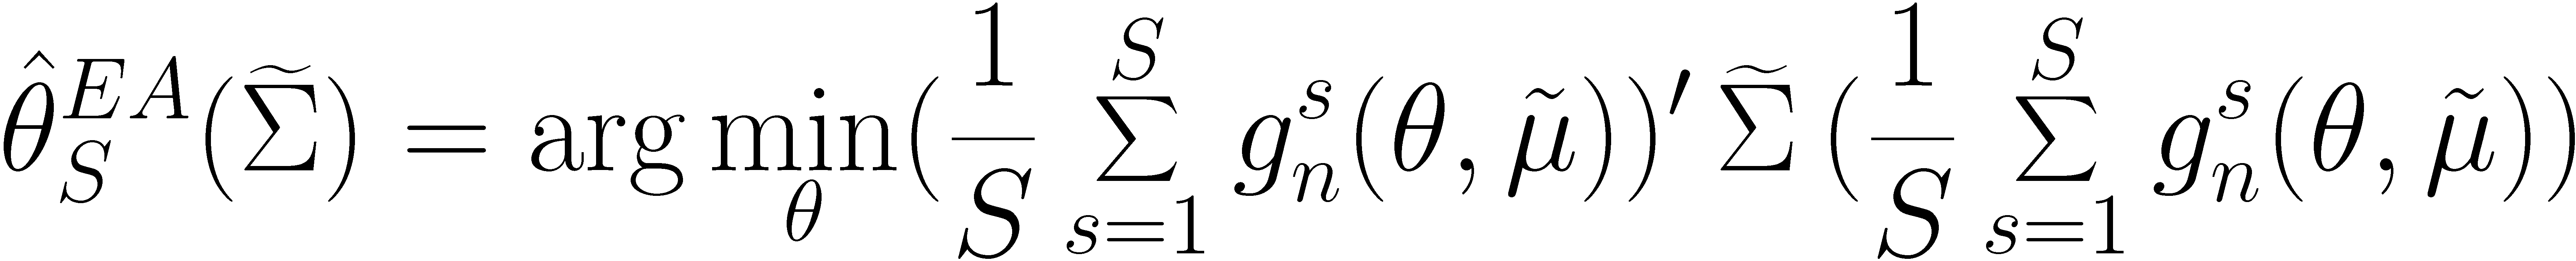 $\hat{\theta}_S^{EA}(\widetilde{\Sigma}) = \arg\min_{\theta} (\frac{1}{S} \sum_{s=1}^{S} g_n^s(\theta, \tilde{\mu}))' \widetilde{\Sigma} (\frac{1}{S} \sum_{s=1}^{S} g_n^s(\theta, \tilde{\mu}))$